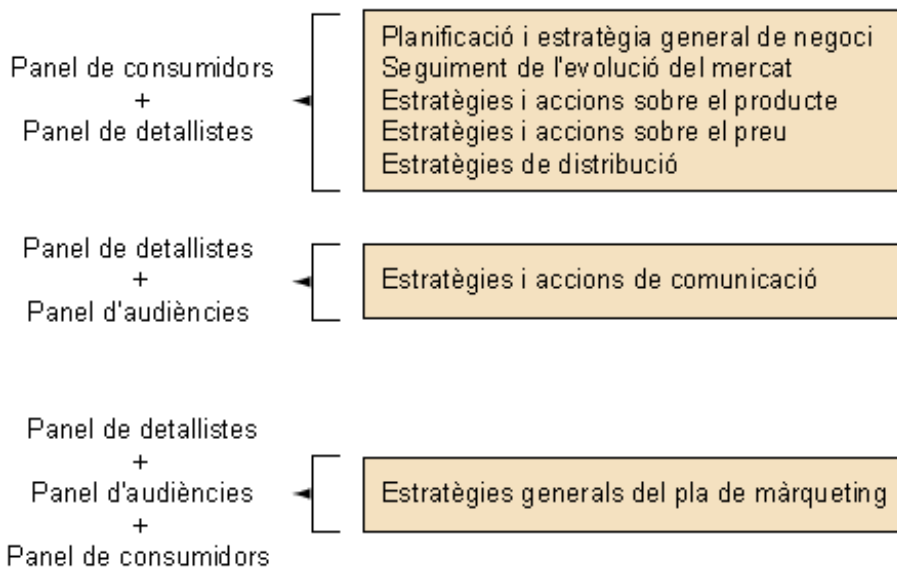 Panel de consumidors
+
Panel de detallistes
Planificació i estratègia general de negoci
Seguiment de l'evolució del mercat
Estratègies i accions sobre el producte
Estratègies i accions sobre el preu
Estratègies de distribució
Panel de detallistes
+
Panel d'audiències
Estratègies i accions de comunicació
Panel de detallistes
+
Panel d'audiències
+
Panel de consumidors
Estratègies generals del pla de màrqueting